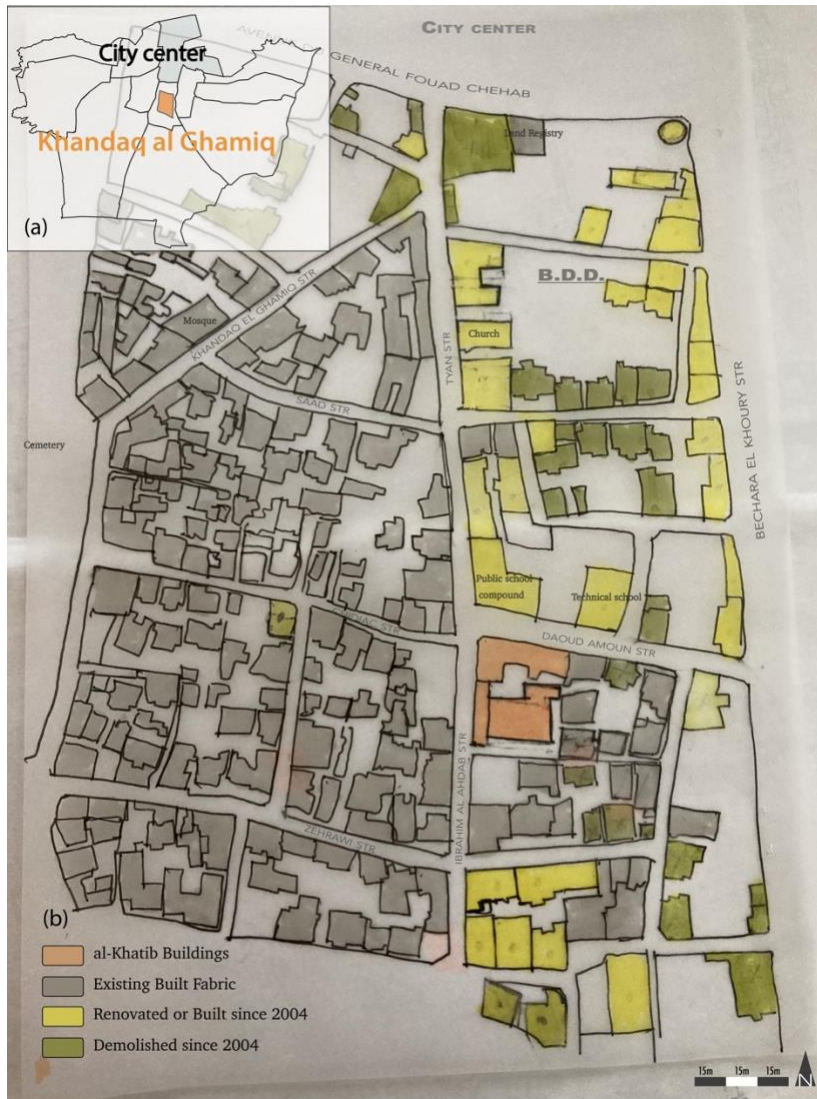 CITY CENTER
City center
GENERAL FOUAD CHEHAB
Land Registry
Khandaq al Ghamiq
(a)
B.D.D.
Mosque
KHANDAQ EL GHAMIQ STR
Church
TYAN STR
SAAD STR
BECHARA EL KHOURY STR
Cemetery
Public school
compound
Technical school
STR
DAOUD AMOUN STR
IBRAHIM AL AHDAB STR
ZEHRAWI STR
(b)
al-Khatib Buildings
Existing Built Fabric
Renovated or Built since 2004
Demolished since 2004
15m 15m 15m
N